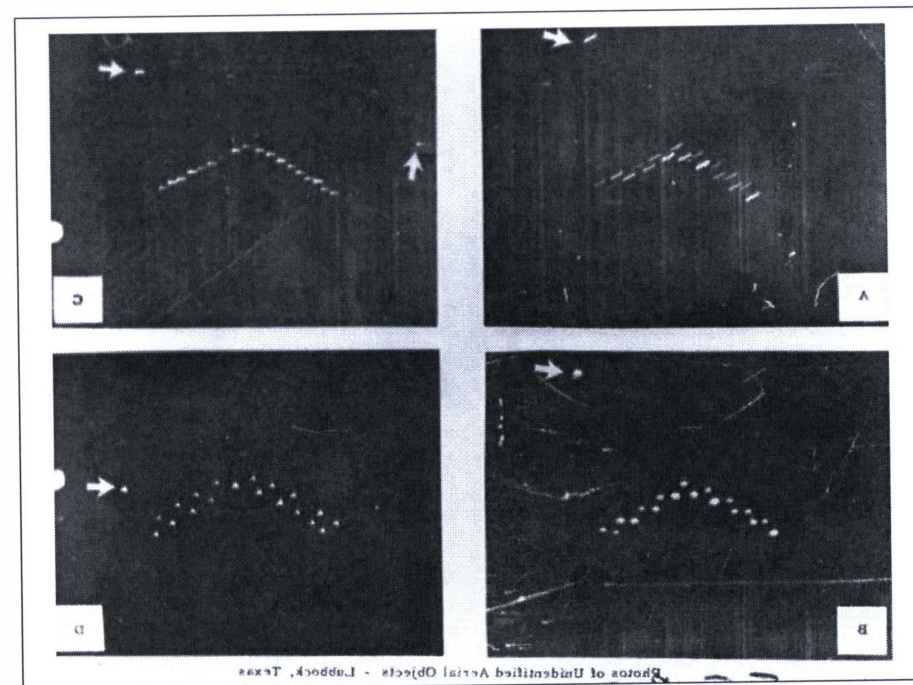 C
A
D
B
Photos of Unidentified Aerial Objects - Lubbock, Texas